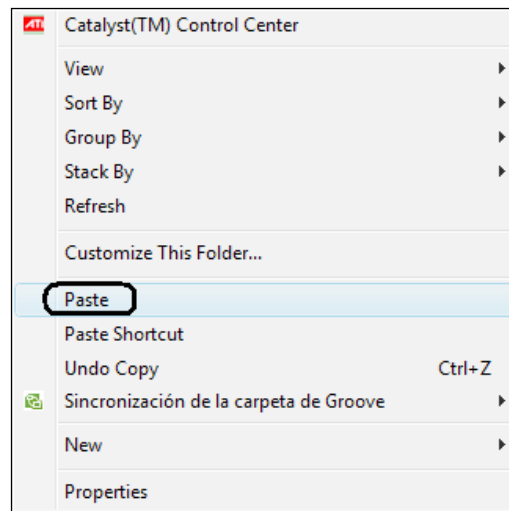 ATI Catalyst(TM) Control Center
View
Sort By
Group By
Stack By
Refresh
Customize This Folder...
Paste
Paste Shortcut
Undo Copy Ctrl+Z
Sincronización de la carpeta de Groove
New
Properties